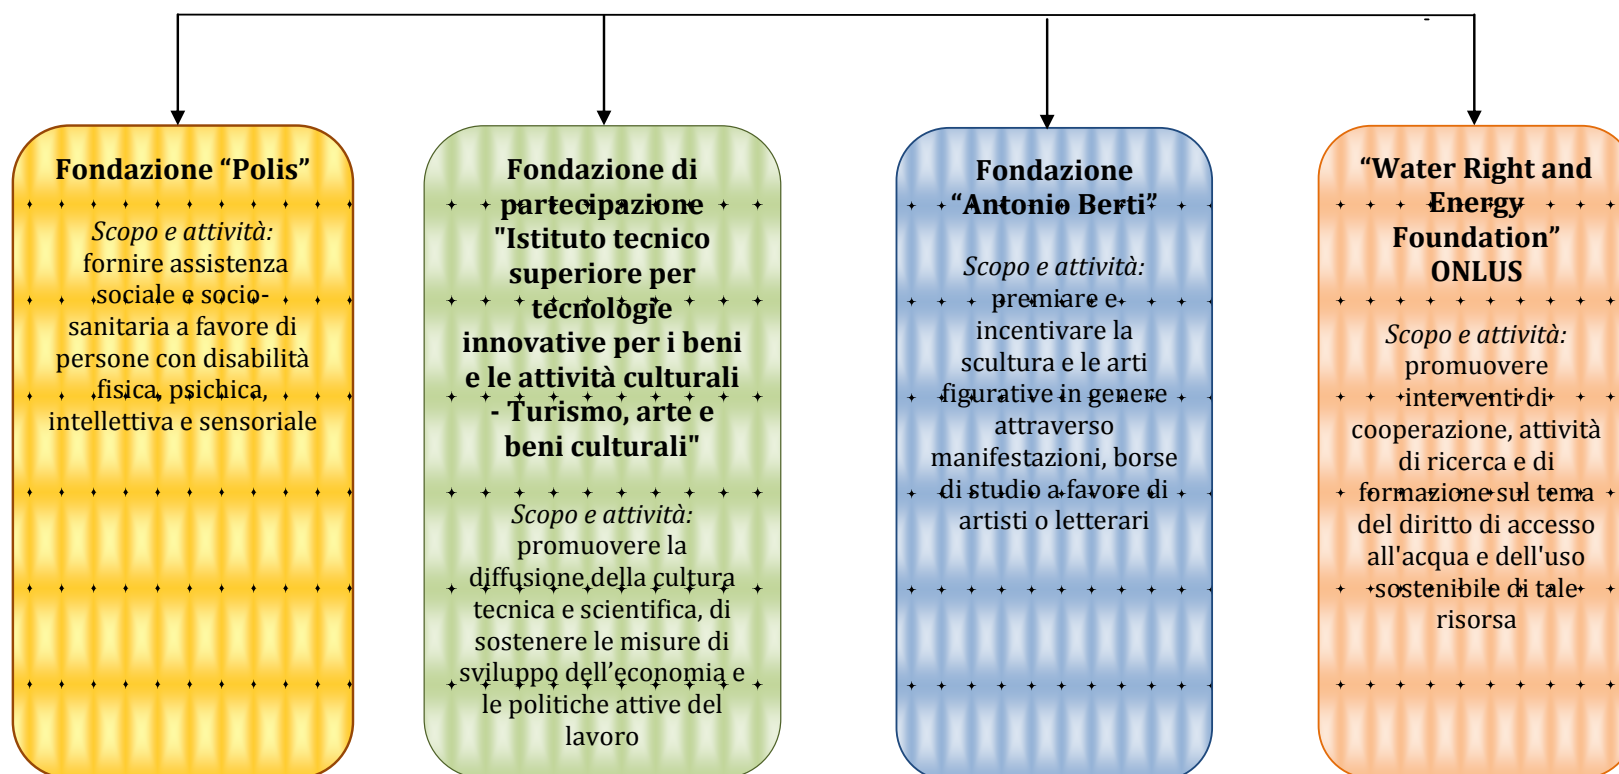 Fondazione “Polis”
Scopo e attività:
fornire assistenza
sociale e socio-
sanitaria a favore di
persone con disabilità
fisica, psichica,
intellettiva e sensoriale
Fondazione di
partecipazione
"Istituto tecnico
superiore per
tecnologie
innovative per i beni
e le attività culturali
- Turismo, arte e
beni culturali"
Scopo e attività:
promuovere la
diffusione della cultura
tecnica e scientifica, di
sostenere le misure di
sviluppo dell’economia e
le politiche attive del
lavoro
Fondazione
“Antonio Berti”
Scopo e attività:
premiare e
incentivare la
scultura e le arti
figurative in genere
attraverso
manifestazioni, borse
di studio a favore di
artisti o letterari
“Water Right and
Energy
Foundation”
ONLUS
Scopo e attività:
promuovere
interventi di
cooperazione, attività
di ricerca e di
formazione sul tema
del diritto di accesso
all'acqua e dell'uso
sostenibile di tale
risorsa